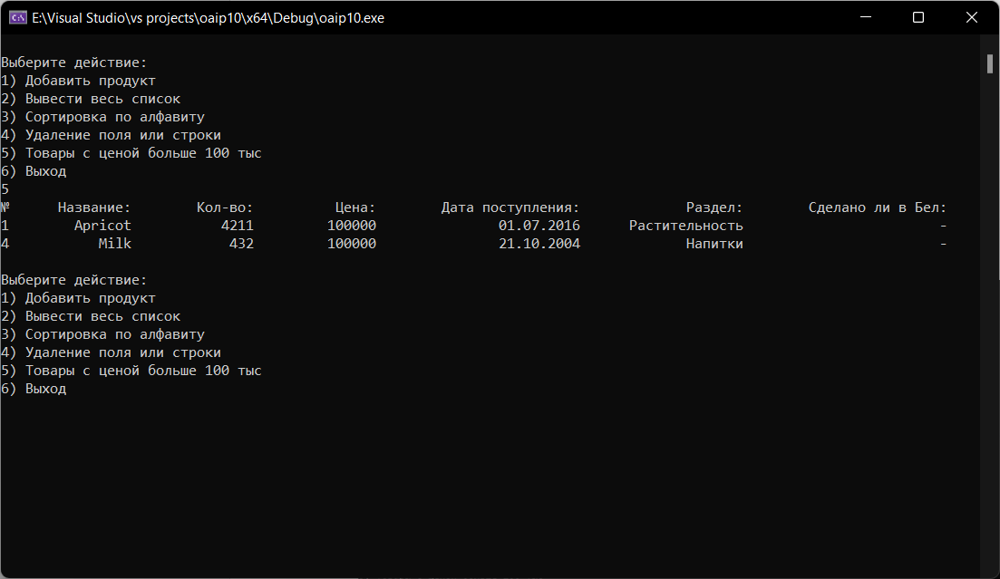 E:\Visual Studio\vs projects\oaip10\x64\Debug\oaip10.exe
Выберите действие:
1) Добавить продукт
2) Вывести весь список
3) Сортировка по алфавиту
4) Удаление поля или строки
5) Товары с ценой больше 100 тыс
6) Выход
5
№ Название: Кол-во: Цена: Дата поступления: Раздел: Сделано ли в Бел:
1 Apricot 4211 100000 01.07.2016 Растительность -
4 Milk 432 100000 21.10.2004 Напитки -
Выберите действие:
1) Добавить продукт
2) Вывести весь список
3) Сортировка по алфавиту
4) Удаление поля или строки
5) Товары с ценой больше 100 тыс
6) Выход